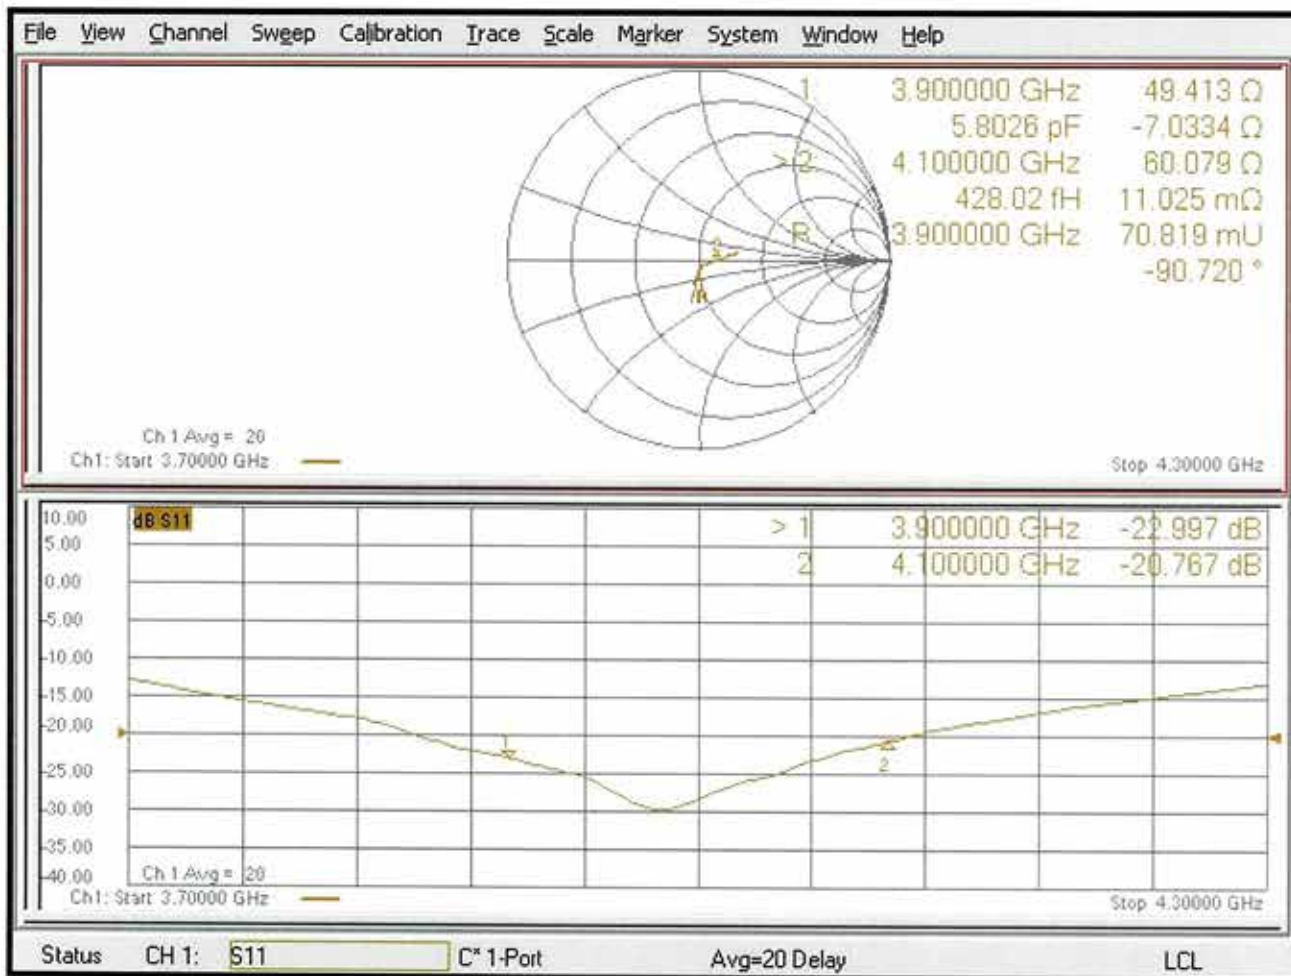 File View Channel Sweep Calibration Trace Scale Marker System Window Help
1 3.900000 GHz 49.413 Ω
5.8026 pF -7.0334 Ω
> 2 4.100000 GHz 60.079 Ω
428.02 fH 11.025 mΩ
R 3.900000 GHz 70.819 mU
-90.720 °
2
Ch 1 Avg = 20
Ch1: Start 3.70000 GHz
Stop 4.30000 GHz
dB S11
> 1 3.900000 GHz -22.997 dB
2 4.100000 GHz -20.767 dB
10.00
5.00
0.00
-5.00
-10.00
-15.00
-20.00
-25.00
-30.00
-35.00
-40.00
1
2
Ch 1 Avg = 20
Ch1: Start 3.70000 GHz
Stop 4.30000 GHz
Status CH 1: S11 C* 1-Port Avg=20 Delay LCL